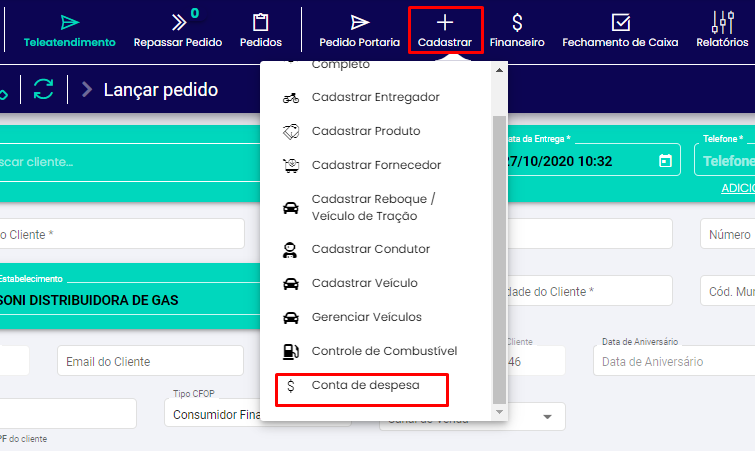 0
Teleatendimento
Repassar Pedido
Pedidos
Pedido Portaria
Cadastrar
Financeiro
Fechamento de Caixa
Relatórios
Lançar pedido
Completo
Cadastrar Entregador
Cadastrar Produto
Cadastrar Fornecedor
Cadastrar Reboque /
Veículo de Tração
Cadastrar Condutor
Cadastrar Veículo
Gerenciar Veículos
Controle de Combustível
Conta de despesa
scar cliente...
ata de Entrega *
27/10/2020 10:32
Telefone *
Telefone
ADICI
o Cliente *
Número
Estabelecimento
SONI DISTRIBUIDORA DE GAS
dade do Cliente *
Cód. Mun
Email do Cliente
Cliente
46
Data de Aniversário
Data de Aniversário
Tipo CFOP
Consumidor Fina
PF do cliente